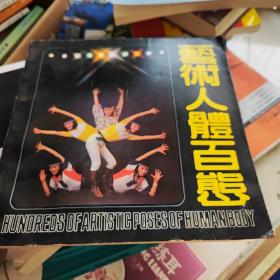 藝術人體百態
HUNDREDS OF ARTISTIC POSES OF HUMAN BODY